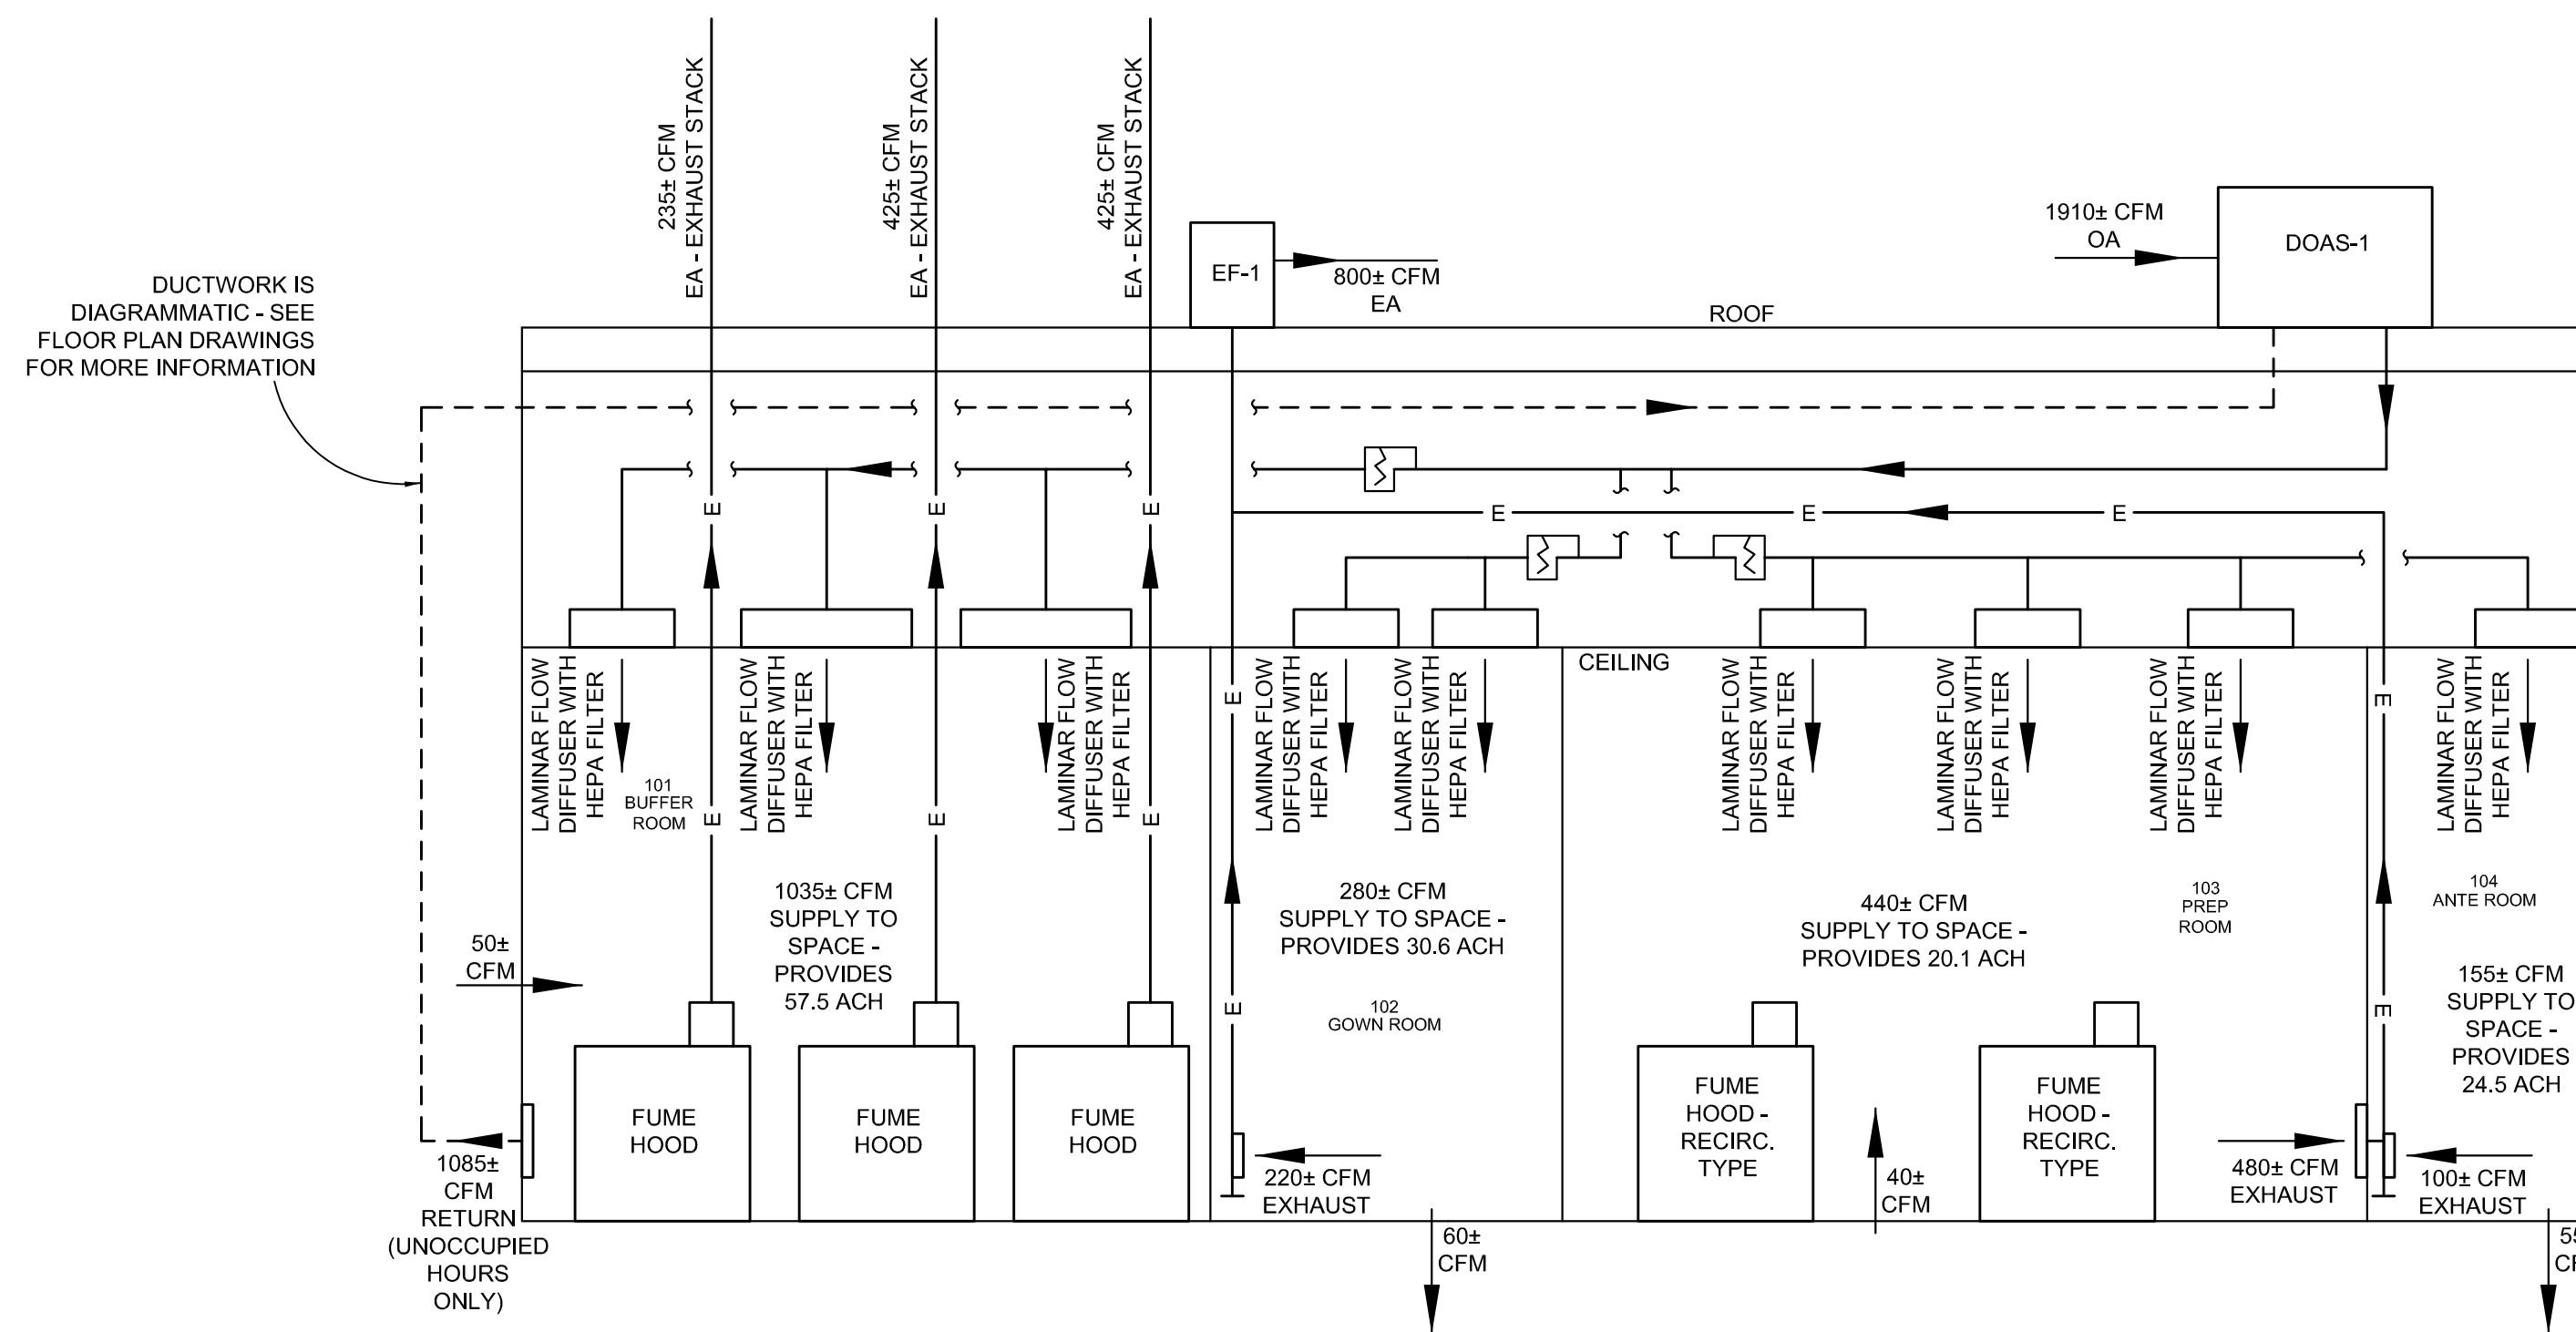 235± CFM
EA - EXHAUST STACK
425± CFM
EA - EXHAUST STACK
425± CFM
EA - EXHAUST STACK
EF-1
800± CFM
EA
1910± CFM
OA
DOAS-1
DUCTWORK IS
DIAGRAMMATIC - SEE
FLOOR PLAN DRAWINGS
FOR MORE INFORMATION
ROOF
E
E
E
E
E
E
CEILING
LAMINAR FLOW
DIFFUSER WITH
HEPA FILTER
LAMINAR FLOW
DIFFUSER WITH
HEPA FILTER
LAMINAR FLOW
DIFFUSER WITH
HEPA FILTER
LAMINAR FLOW
DIFFUSER WITH
HEPA FILTER
LAMINAR FLOW
DIFFUSER WITH
HEPA FILTER
LAMINAR FLOW
DIFFUSER WITH
HEPA FILTER
LAMINAR FLOW
DIFFUSER WITH
HEPA FILTER
LAMINAR FLOW
DIFFUSER WITH
HEPA FILTER
LAMINAR FLOW
DIFFUSER WITH
HEPA FILTER
E
E
101
BUFFER
ROOM
E
E
E
1035± CFM
SUPPLY TO
SPACE -
PROVIDES
57.5 ACH
280± CFM
SUPPLY TO SPACE -
PROVIDES 30.6 ACH
440± CFM
SUPPLY TO SPACE -
PROVIDES 20.1 ACH
103
PREP
ROOM
104
ANTE ROOM
50±
CFM
155± CFM
SUPPLY TO
SPACE -
PROVIDES
24.5 ACH
E
E
102
GOWN ROOM
FUME
HOOD
FUME
HOOD
FUME
HOOD
FUME
HOOD -
RECIRC.
TYPE
FUME
HOOD -
RECIRC.
TYPE
1085±
CFM
RETURN
(UNOCCUPIED
HOURS
ONLY)
220± CFM
EXHAUST
40±
CFM
480± CFM
EXHAUST
100± CFM
EXHAUST
60±
CFM